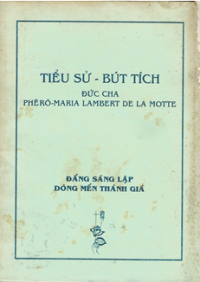 TIỂU SỬ - BÚT TÍCH
ĐỨC CHA
PHÊRÔ-MARIA LAMBERT DE LA MOTTE
ĐẤNG SÁNG LẬP
DÒNG MẾN THÁNH GIÁ